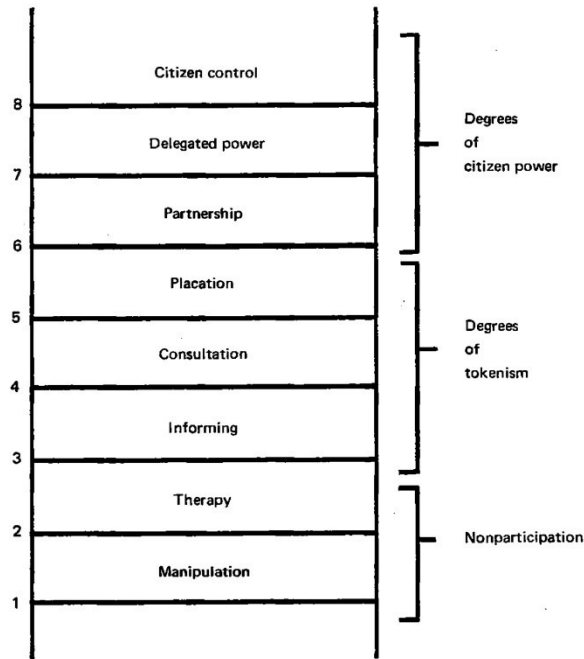 Citizen control
8
Delegated power
7
Partnership
6
Placation
5
Consultation
4
Informing
3
Therapy
2
Manipulation
1
Degrees
of
citizen power
Degrees
of
tokenism
Nonparticipation